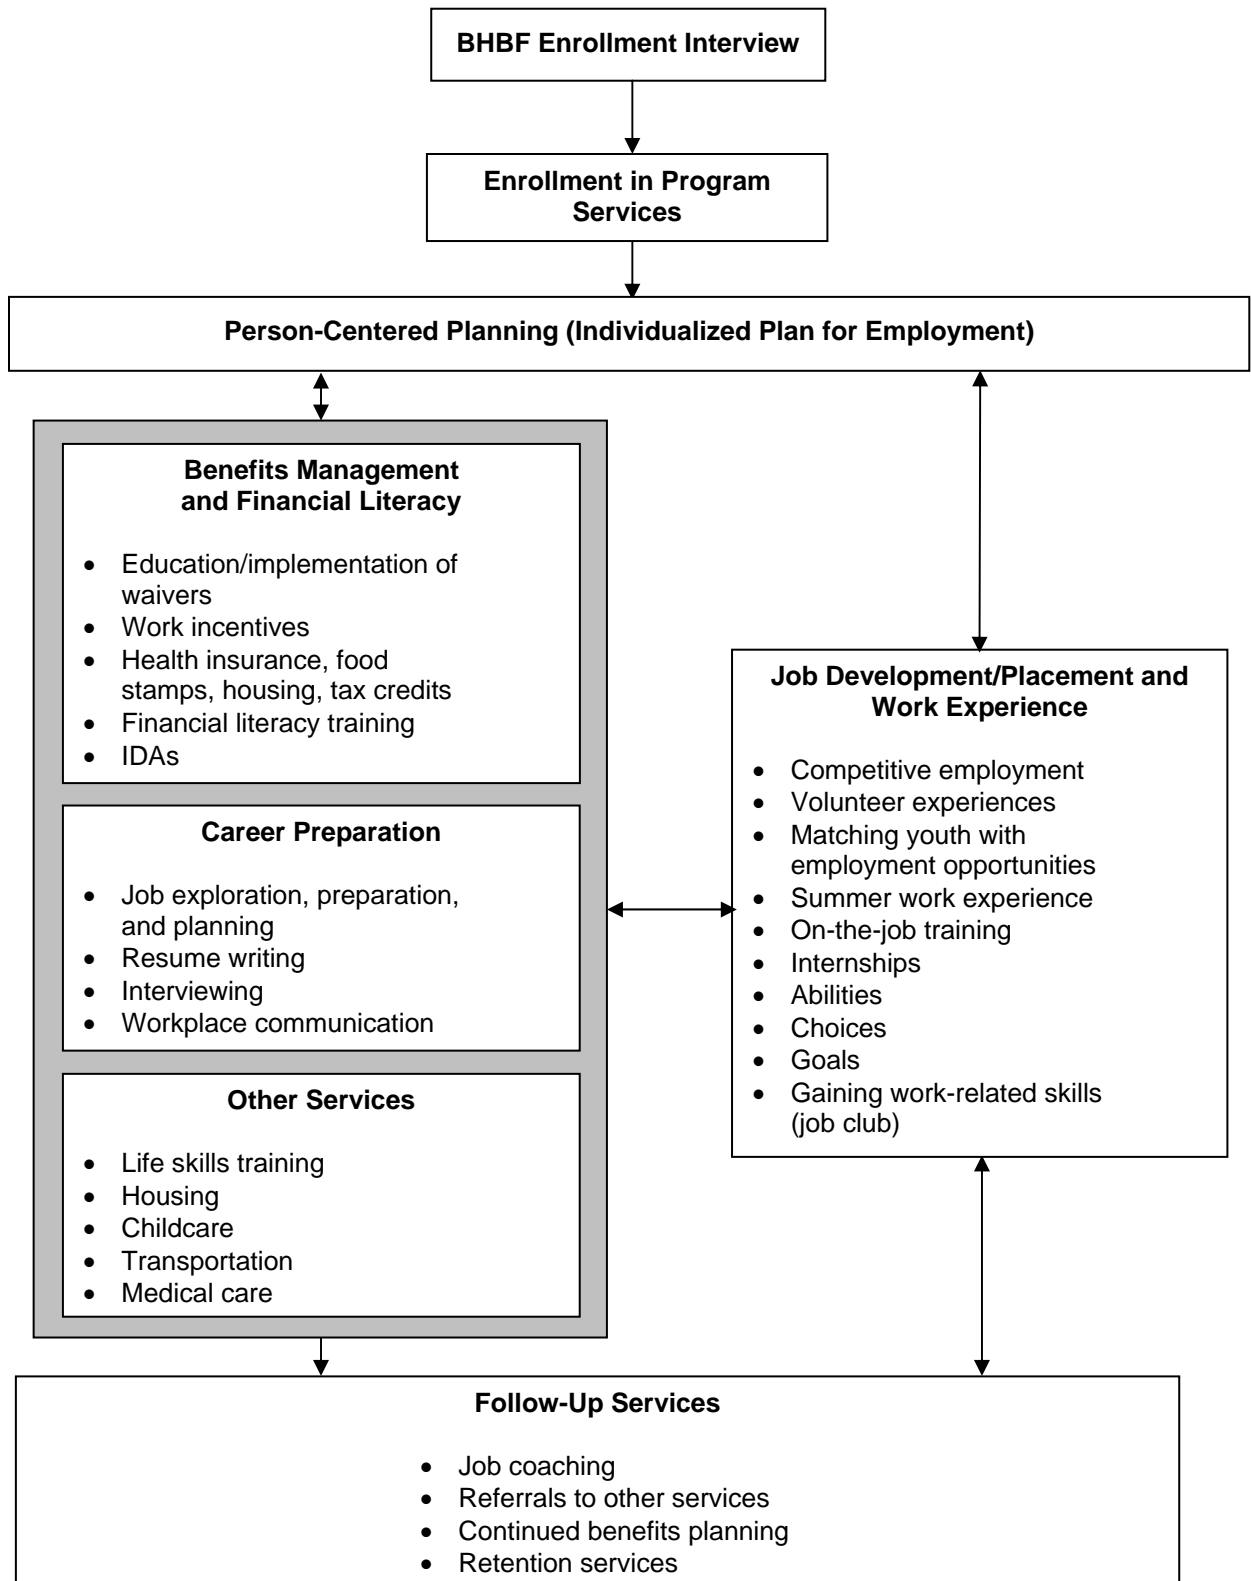 BHBF Enrollment Interview
Enrollment in Program
Services
Person-Centered Planning (Individualized Plan for Employment)
Benefits Management
and Financial Literacy
• Education/implementation of
waivers
• Work incentives
• Health insurance, food
stamps, housing, tax credits
• Financial literacy training
• IDAs
Career Preparation
• Job exploration, preparation,
and planning
• Resume writing
• Interviewing
• Workplace communication
Other Services
• Life skills training
• Housing
• Childcare
• Transportation
• Medical care
Job Development/Placement and
Work Experience
• Competitive employment
• Volunteer experiences
• Matching youth with
employment opportunities
• Summer work experience
• On-the-job training
• Internships
• Abilities
• Choices
• Goals
• Gaining work-related skills
(job club)
Follow-Up Services
• Job coaching
• Referrals to other services
• Continued benefits planning
• Retention services